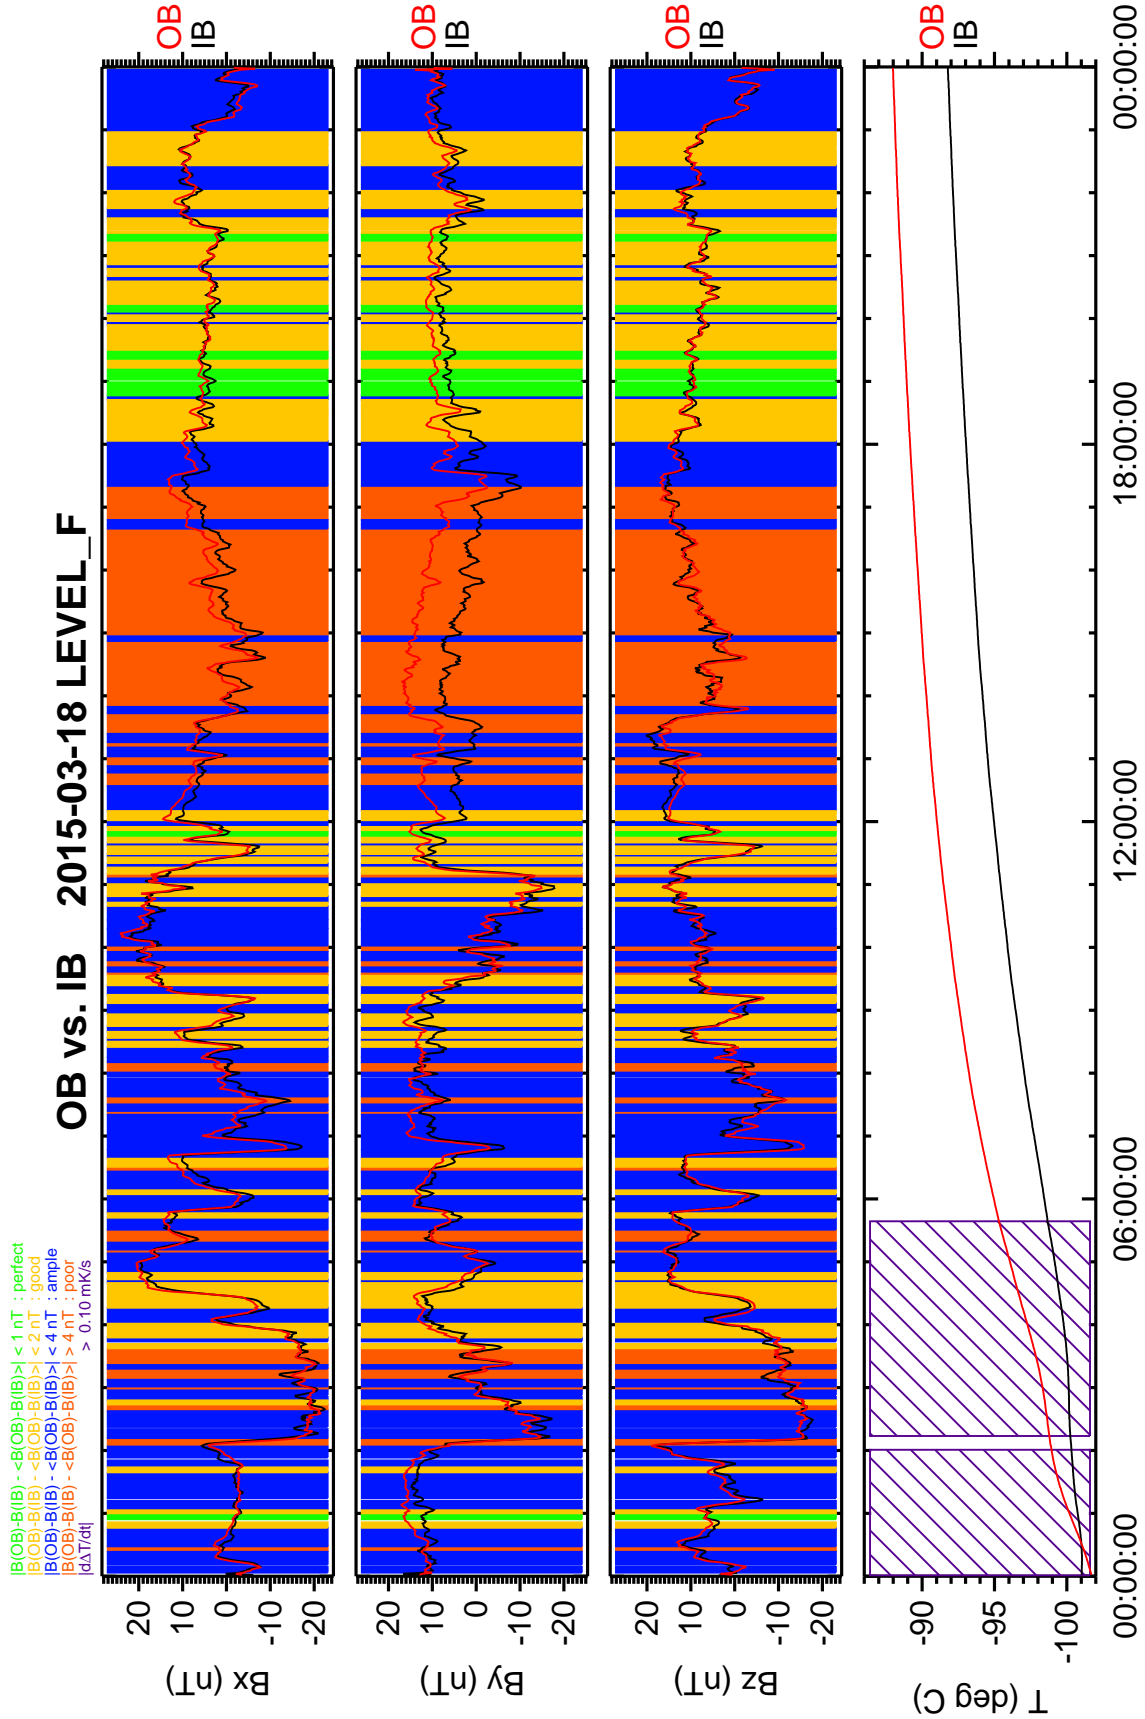 |B(OB)-B(IB) - <B(OB)-B(IB)>| < 1 nT : perfect
|B(OB)-B(IB) - <B(OB)-B(IB)>| < 2 nT : good
|B(OB)-B(IB) - <B(OB)-B(IB)>| < 4 nT : ample
|B(OB)-B(IB) - <B(OB)-B(IB)>| > 4 nT : poor
|dΔT/dt| > 0.10 mK/s
OB vs. IB 2015-03-18 LEVEL_F
Bx (nT)
20
10
0
-10
-20
OB
IB
By (nT)
20
10
0
-10
-20
OB
IB
Bz (nT)
20
10
0
-10
-20
OB
IB
T (deg C)
-90
-95
-100
OB
IB
00:00:00 06:00:00 12:00:00 18:00:00 00:00:00